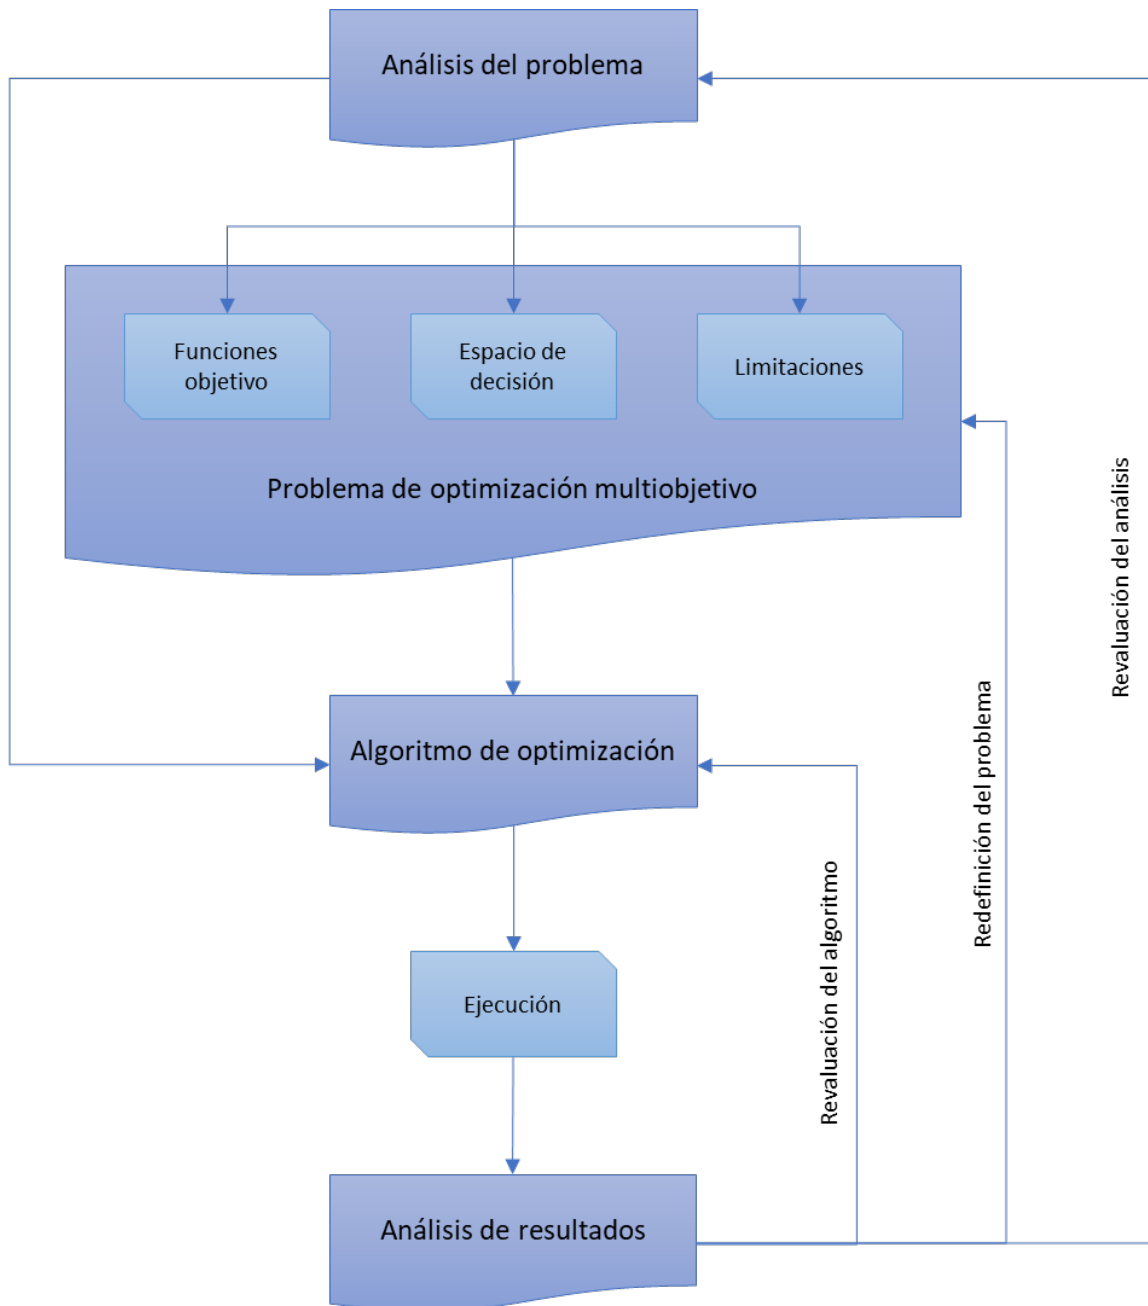 Análisis del problema
Funciones
objetivo
Espacio de
decisión
Limitaciones
Problema de optimización multiobjetivo
Algoritmo de optimización
Ejecución
Análisis de resultados
Revaluación del algoritmo
Redefinición del problema
Revaluación del análisis